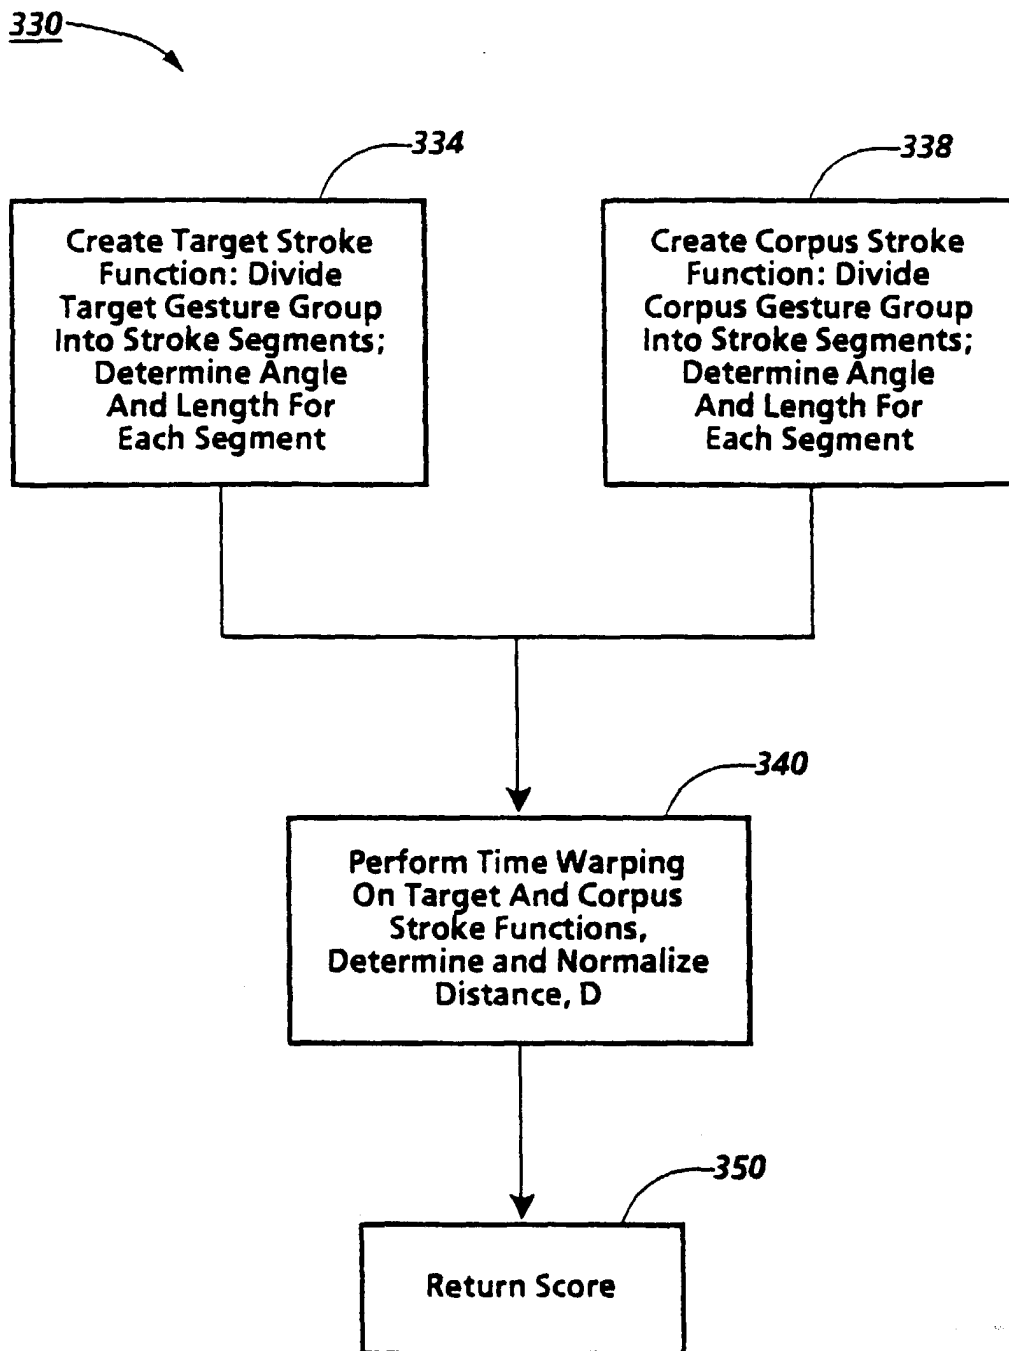 330
334
Create Target Stroke
Function: Divide
Target Gesture Group
Into Stroke Segments;
Determine Angle
And Length For
Each Segment
338
Create Corpus Stroke
Function: Divide
Corpus Gesture Group
Into Stroke Segments;
Determine Angle
And Length For
Each Segment
340
Perform Time Warping
On Target And Corpus
Stroke Functions,
Determine and Normalize
Distance, D
350
Return Score